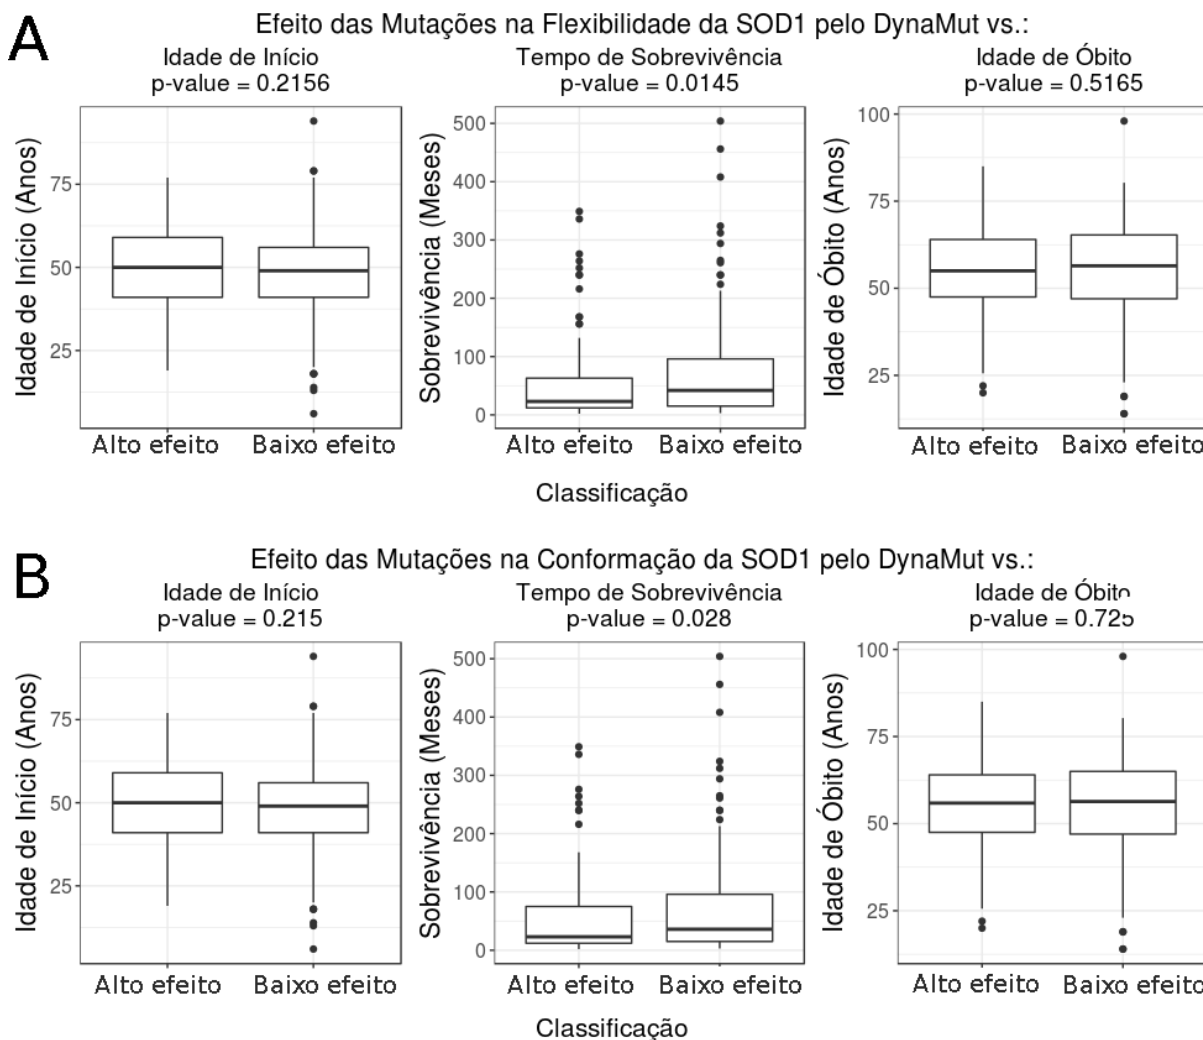 A
Efeito das Mutações na Flexibilidade da SOD1 pelo DynaMut vs.:
Idade de Início
p-value = 0.2156
Idade de Início (Anos)
75
50
25
Alto efeito
Baixo efeito
Tempo de Sobrevivência
p-value = 0.0145
Sobrevivência (Meses)
500
400
300
200
100
0
Alto efeito
Baixo efeito
Idade de Óbito
p-value = 0.5165
Idade de Óbito (Anos)
100
75
50
25
Alto efeito
Baixo efeito
Classificação
B
Efeito das Mutações na Conformação da SOD1 pelo DynaMut vs.:
Idade de Início
p-value = 0.215
Idade de Início (Anos)
75
50
25
Alto efeito
Baixo efeito
Tempo de Sobrevivência
p-value = 0.028
Sobrevivência (Meses)
500
400
300
200
100
0
Alto efeito
Baixo efeito
Idade de Óbito
p-value = 0.725
Idade de Óbito (Anos)
100
75
50
25
Alto efeito
Baixo efeito
Classificação